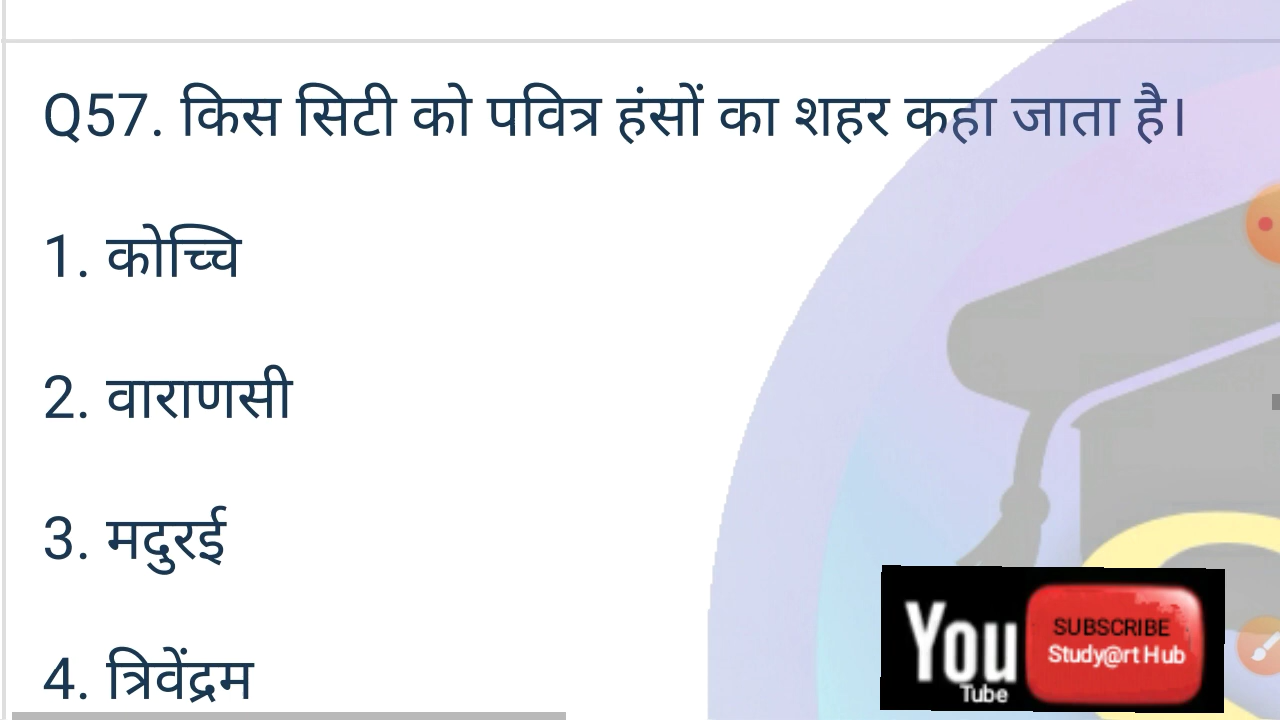 Q57. किस सिटी को पवित्र हंसों का शहर कहा जाता है।
1. कोच्चि
2. वाराणसी
3. मदुरई
4. त्रिवेंद्रम
You
Tube
SUBSCRIBE
Study@rt Hub